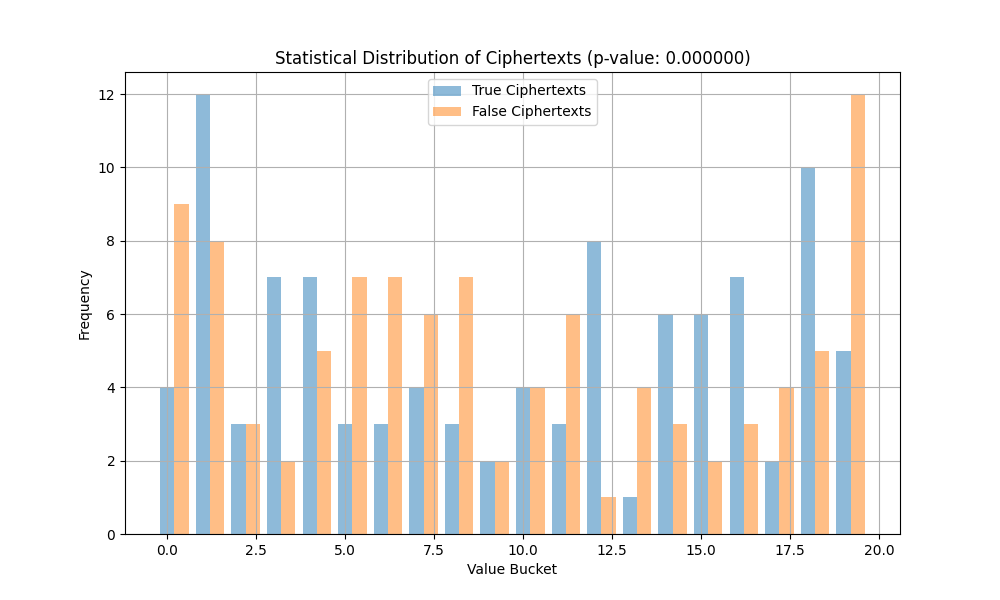 Statistical Distribution of Ciphertexts (p-value: 0.000000)
True Ciphertexts
False Ciphertexts
Frequency
12
10
8
6
4
2
0
0.0 2.5 5.0 7.5 10.0 12.5 15.0 17.5 20.0
Value Bucket